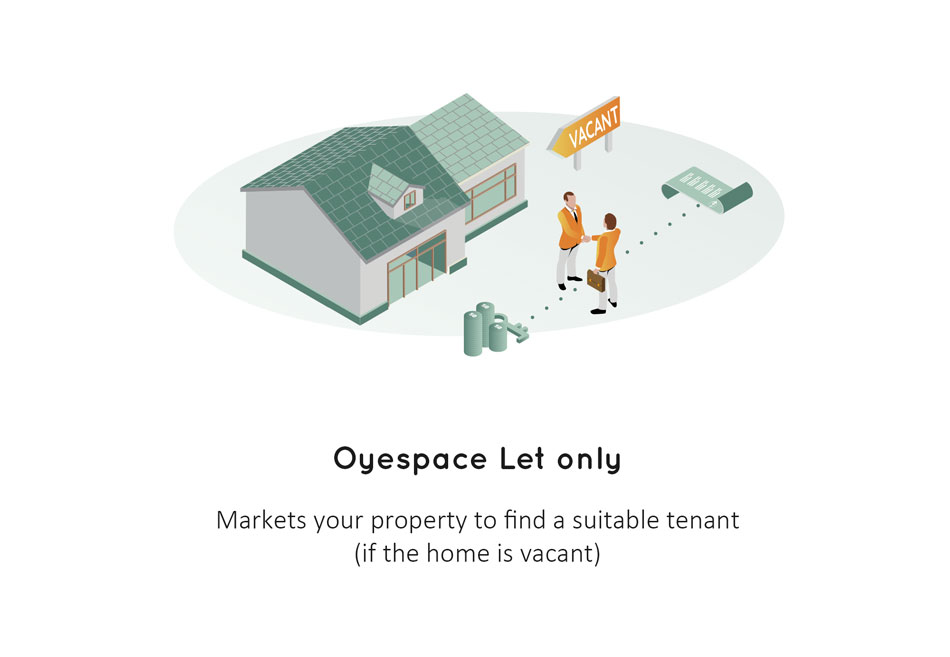 VACANT
Oyespace Let only
Markets your property to find a suitable tenant
(if the home is vacant)